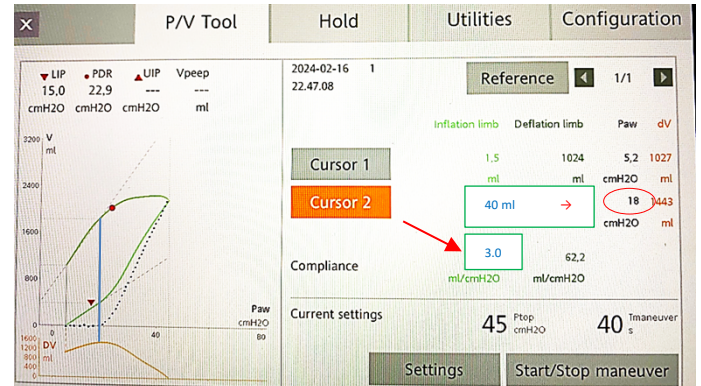 X P/V Tool Hold Utilities Configuration
LIP PDR UIP Vpeep
15,0 22,9 --- ---
cmH2O cmH2O cmH2O ml
2024-02-16 1
22.47.08
Reference 1/1
Inflation limb Deflation limb Paw dV
Cursor 1 1,5 1024 5,2 1027
ml ml cmH2O ml
Cursor 2 40 ml → 18 1443
cmH2O ml
Compliance 3.0 62,2
ml/cmH2O ml/cmH2O
Current settings 45 Ptop cmH2O 40 Tmaneuver s
Settings Start/Stop maneuver
3200 V
ml
2400
1600
800
0
Paw
cmH2O
0 40 80
1600 DV
1200 ml
800
400
0